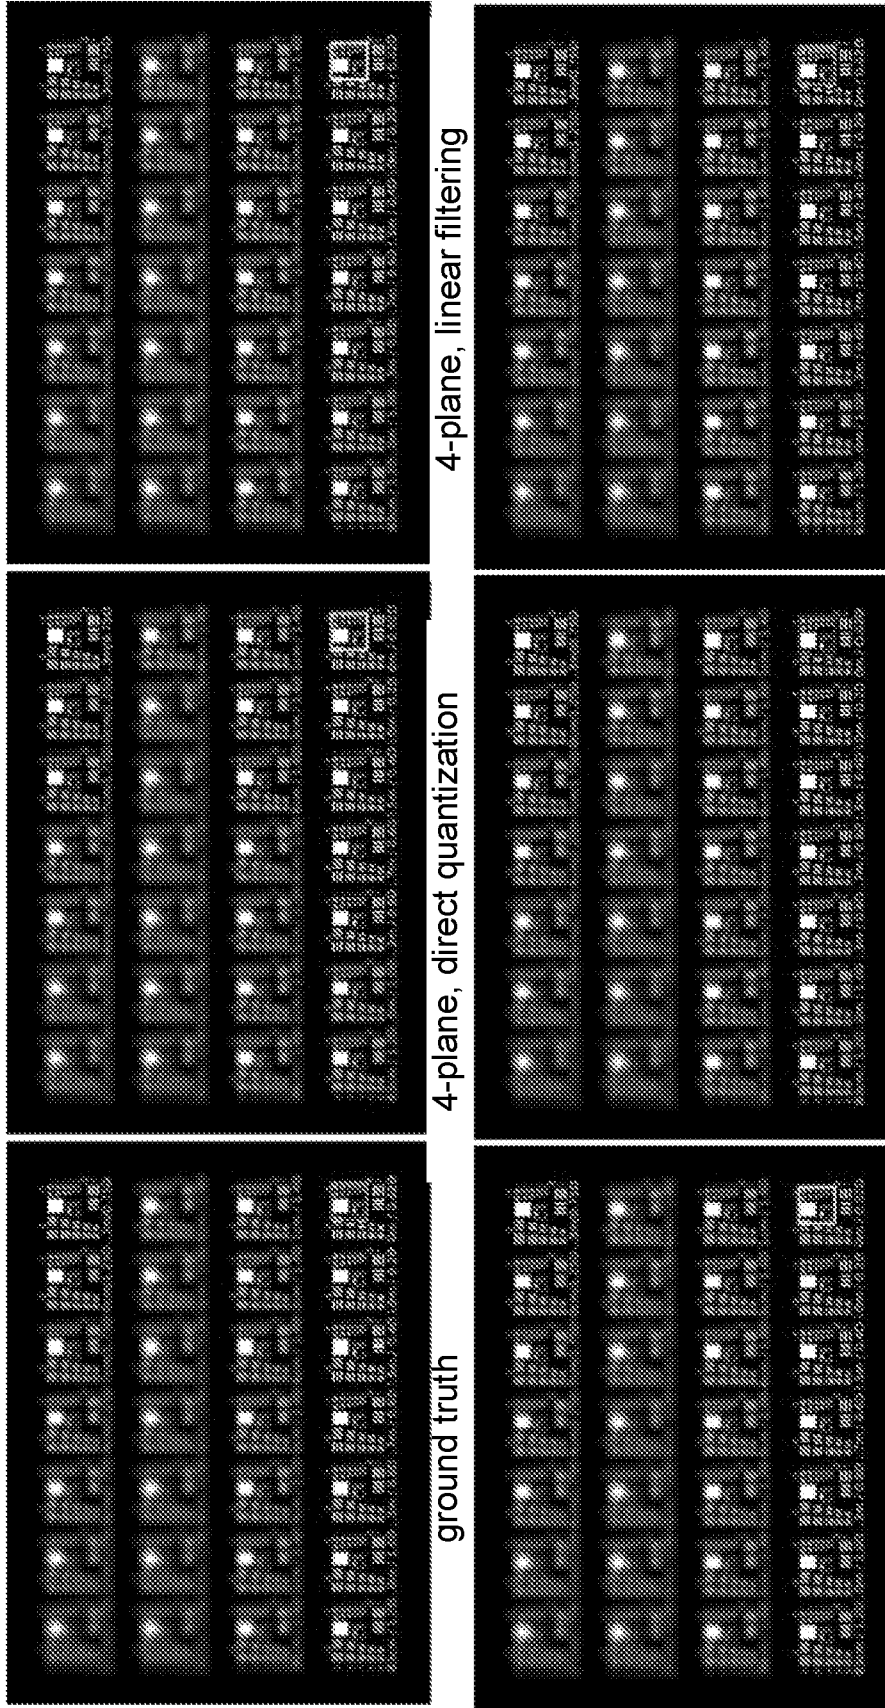 ground truth
4-plane, direct quantization
4-plane, linear filtering